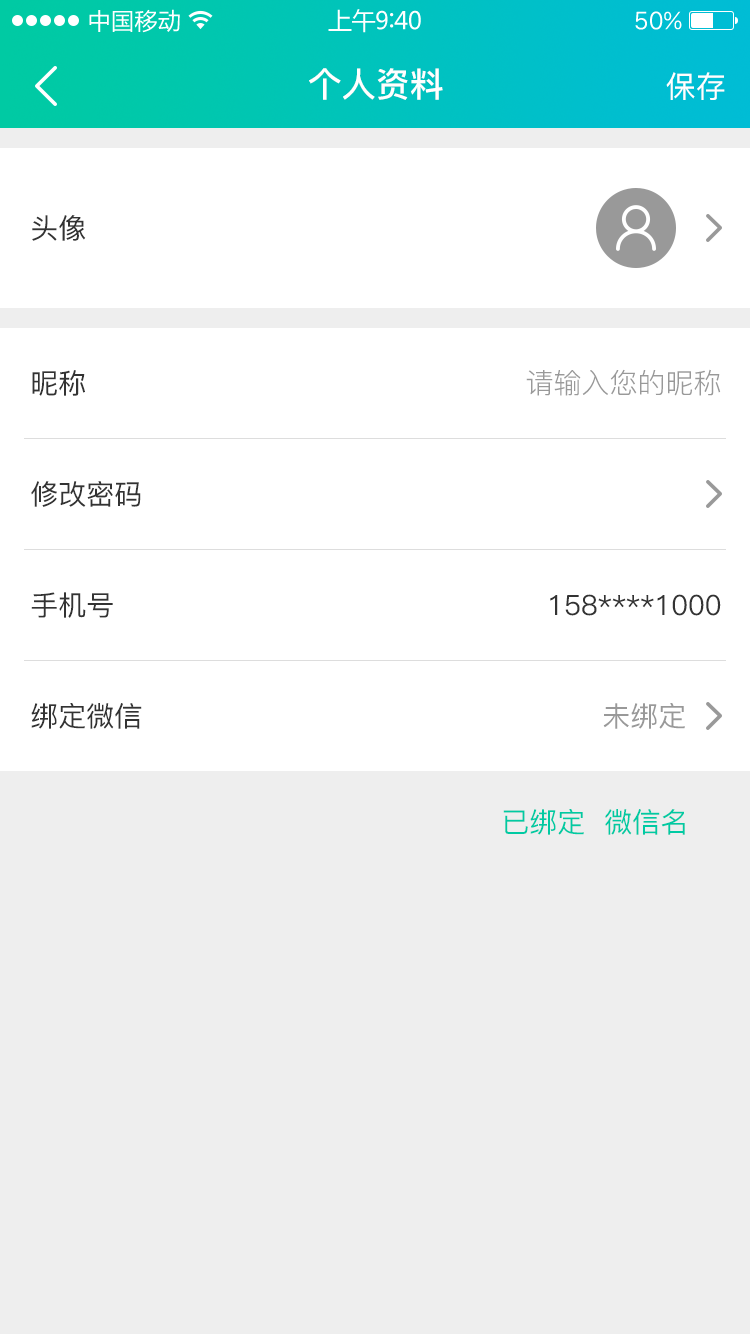 中国移动 上午9:40 50%
个人资料 保存
头像
昵称 请输入您的昵称
修改密码
手机号 158****1000
绑定微信 未绑定
已绑定 微信名